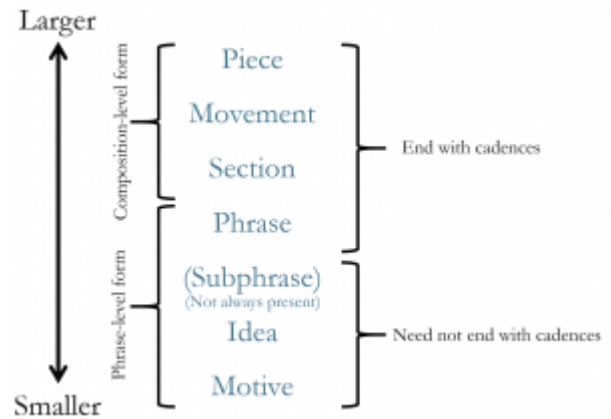 Larger
Composition-level form
Piece
Movement
Section
Phrase
End with cadences
Phrase-level form
(Subphrase)
(Not always present)
Idea
Motive
Need not end with cadences
Smaller